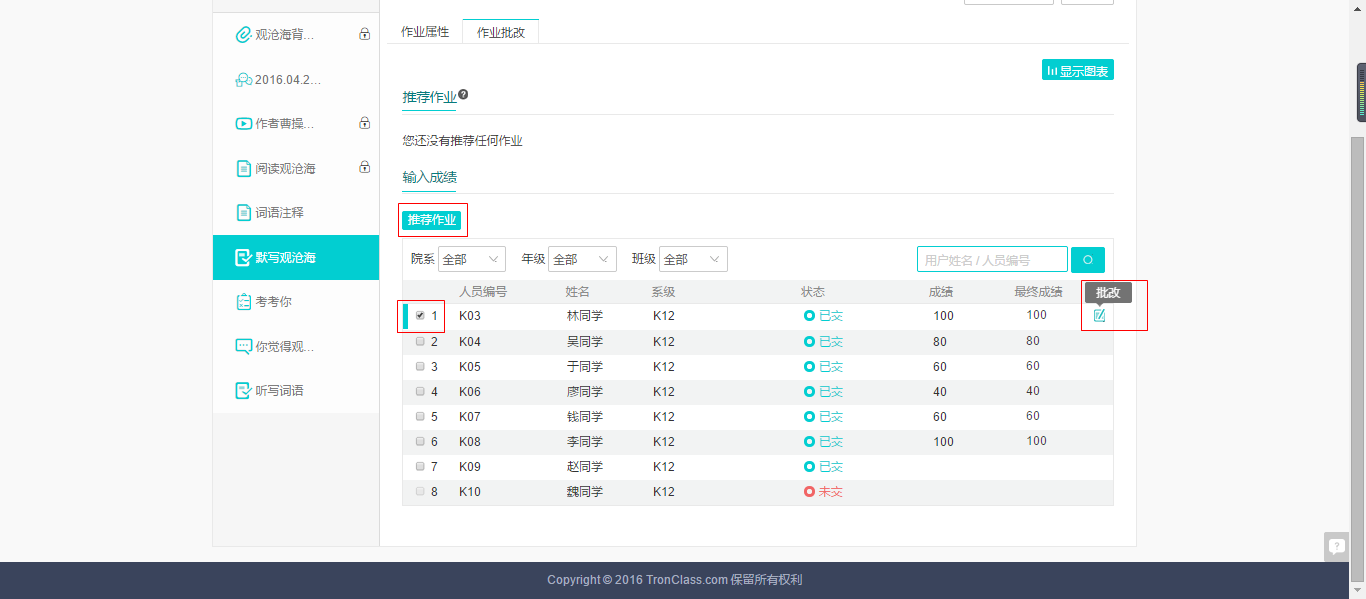 作业属性 作业批改
显示图表
推荐作业
您还没有推荐任何作业
输入成绩
推荐作业
院系 全部 年级 全部 班级 全部 用户姓名 / 人员编号
人员编号 姓名 系级 状态 成绩 最终成绩 批改
1 K03 林同学 K12 已交 100 100
2 K04 吴同学 K12 已交 80 80
3 K05 于同学 K12 已交 60 60
4 K06 廖同学 K12 已交 40 40
5 K07 钱同学 K12 已交 60 60
6 K08 李同学 K12 已交 100 100
7 K09 赵同学 K12 已交
8 K10 魏同学 K12 未交
观沧海背...
2016.04.2...
作者曹操...
阅读观沧海
词语注释
默写观沧海
考考你
你觉得观...
听写词语
Copyright © 2016 TronClass.com 保留所有权利